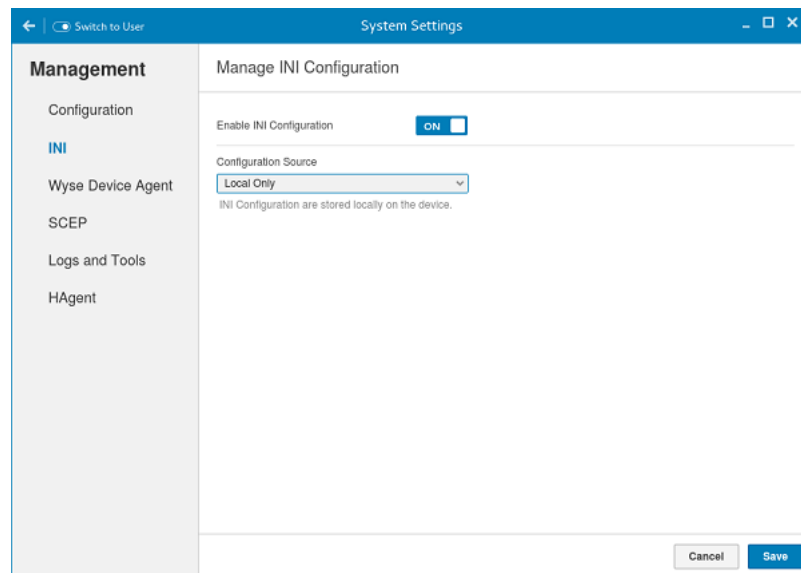 Switch to User
System Settings
Management
Configuration
INI
Wyse Device Agent
SCEP
Logs and Tools
HAgent
Manage INI Configuration
Enable INI Configuration
ON
Configuration Source
Local Only
INI Configuration are stored locally on the device.
Cancel
Save